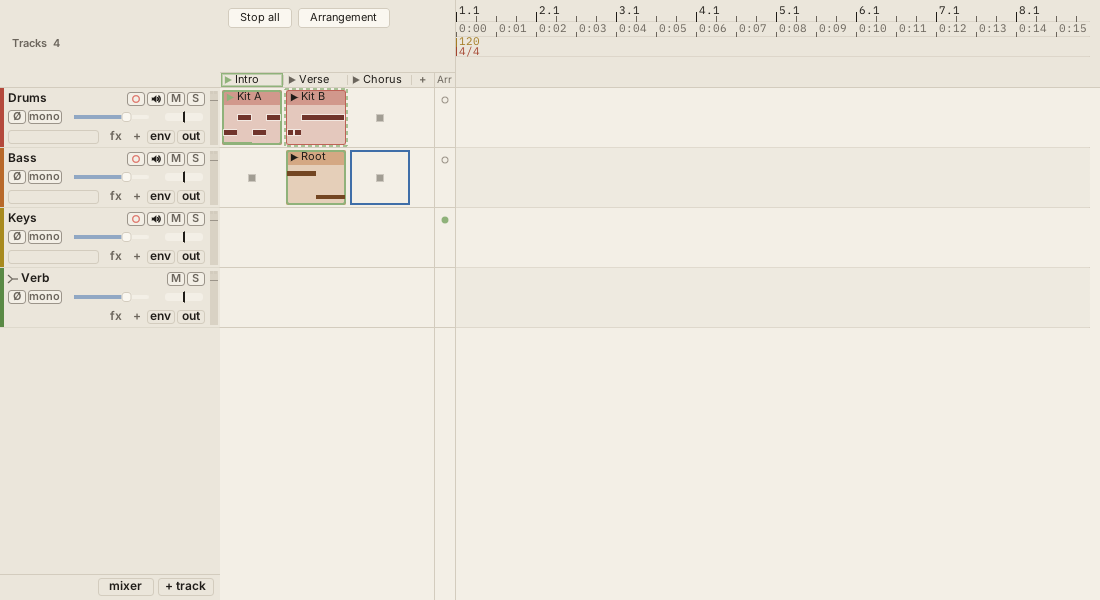 Stop all Arrangement
Tracks 4
1.1 2.1 3.1 4.1 5.1 6.1 7.1 8.1
0:00 0:01 0:02 0:03 0:04 0:05 0:06 0:07 0:08 0:09 0:10 0:11 0:12 0:13 0:14 0:15
120
4/4
Intro Verse Chorus + Arr
Drums M S
Ø mono
fx + env out
Kit A Kit B
Bass M S
Ø mono
fx + env out
Root
Keys M S
Ø mono
fx + env out
Verb M S
Ø mono
fx + env out
mixer + track